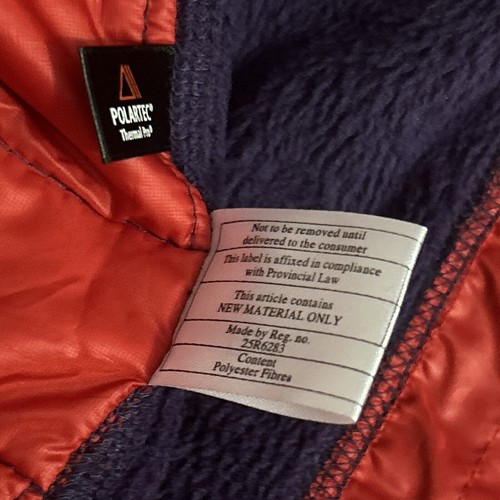 POLARTEC®
Thermal Pro®
Not to be removed until
delivered to the consumer
This label is affixed in compliance
with Provincial Law
This article contains
NEW MATERIAL ONLY
Made by Reg. no.
25R6283
Content
Polyester Fibres